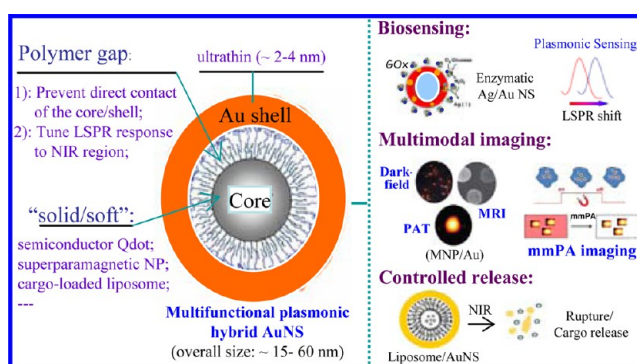 Polymer gap:
1): Prevent direct contact
of the core/shell;
2): Tune LSPR response
to NIR region;
"solid/soft":
semiconductor Qdot;
superparamagnetic NP;
cargo-loaded liposome;
---
ultrathin (~ 2-4 nm)
Au shell
Core
Multifunctional plasmonic
hybrid AuNS
(overall size: ~ 15- 60 nm)
Biosensing:
GOx
Enzymatic
Ag/Au NS
Plasmonic Sensing
LSPR shift
Multimodal imaging:
Dark-
field
MRI
PAT
(MNP/Au)
mmPA
mmPA imaging
Controlled release:
NIR
Liposome/AuNS
Rupture/
Cargo release